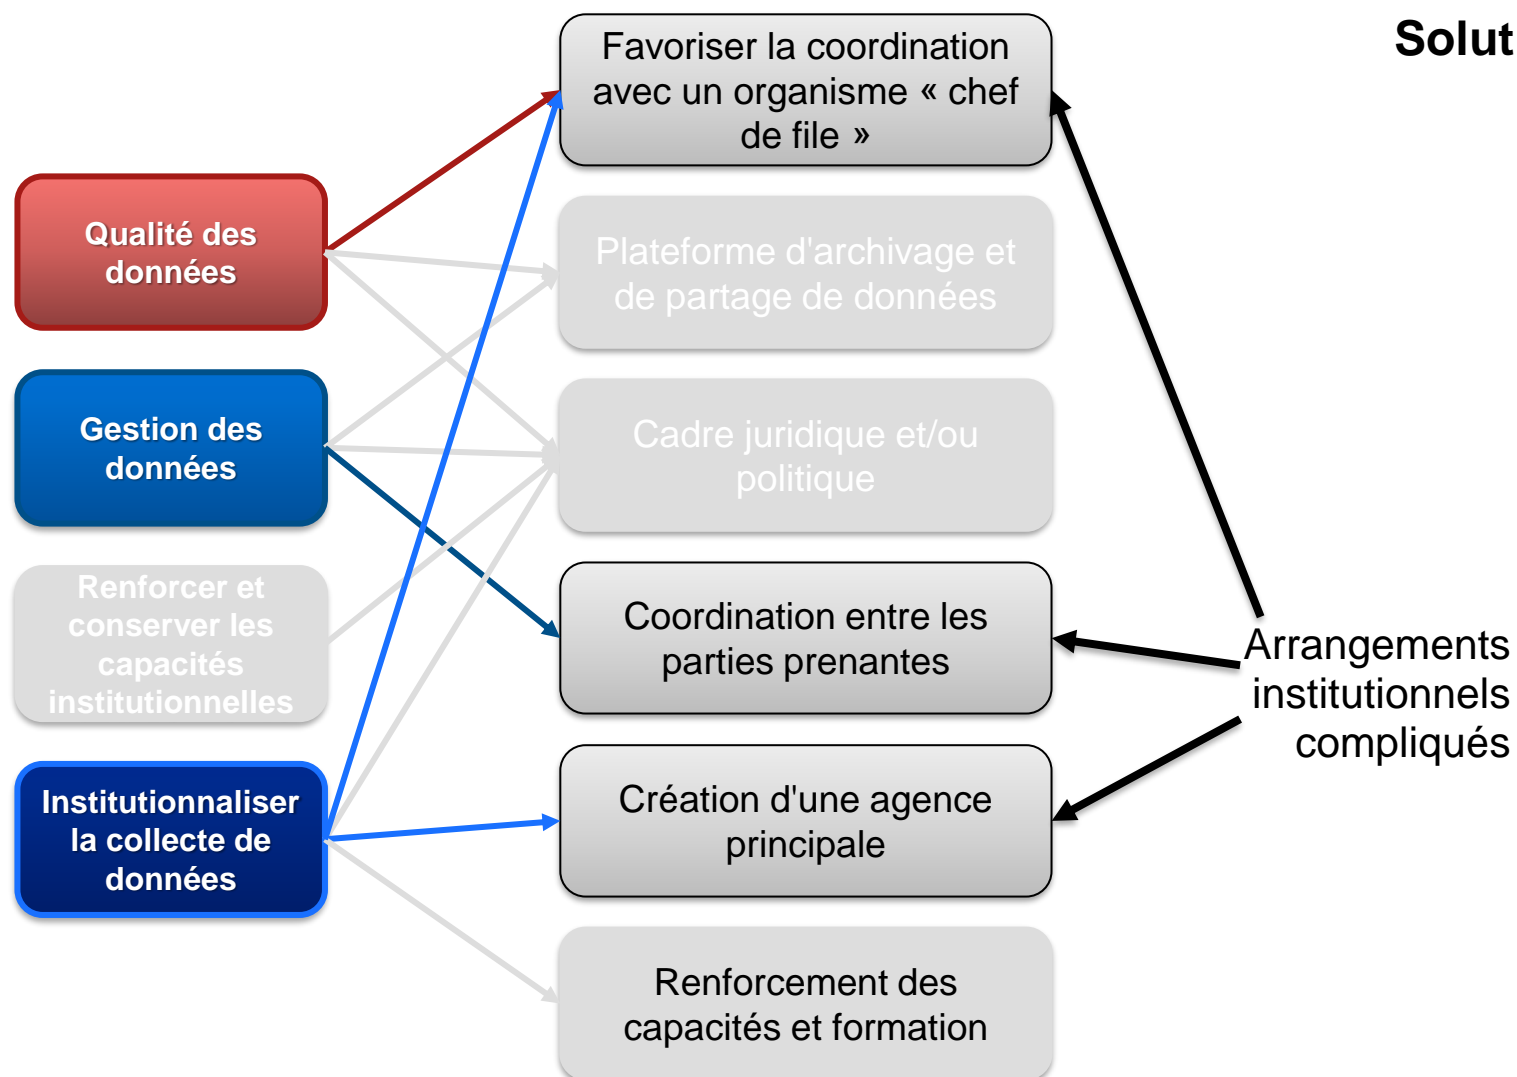 Solut
Favoriser la coordination
avec un organisme « chef
de file »
Qualité des
données
Plateforme d'archivage et
de partage de données
Gestion des
données
Cadre juridique et/ou
politique
Renforcer et
conserver les
capacités
institutionnelles
Coordination entre les
parties prenantes
Arrangements
institutionnels
compliqués
Institutionnaliser
la collecte de
données
Création d'une agence
principale
Renforcement des
capacités et formation